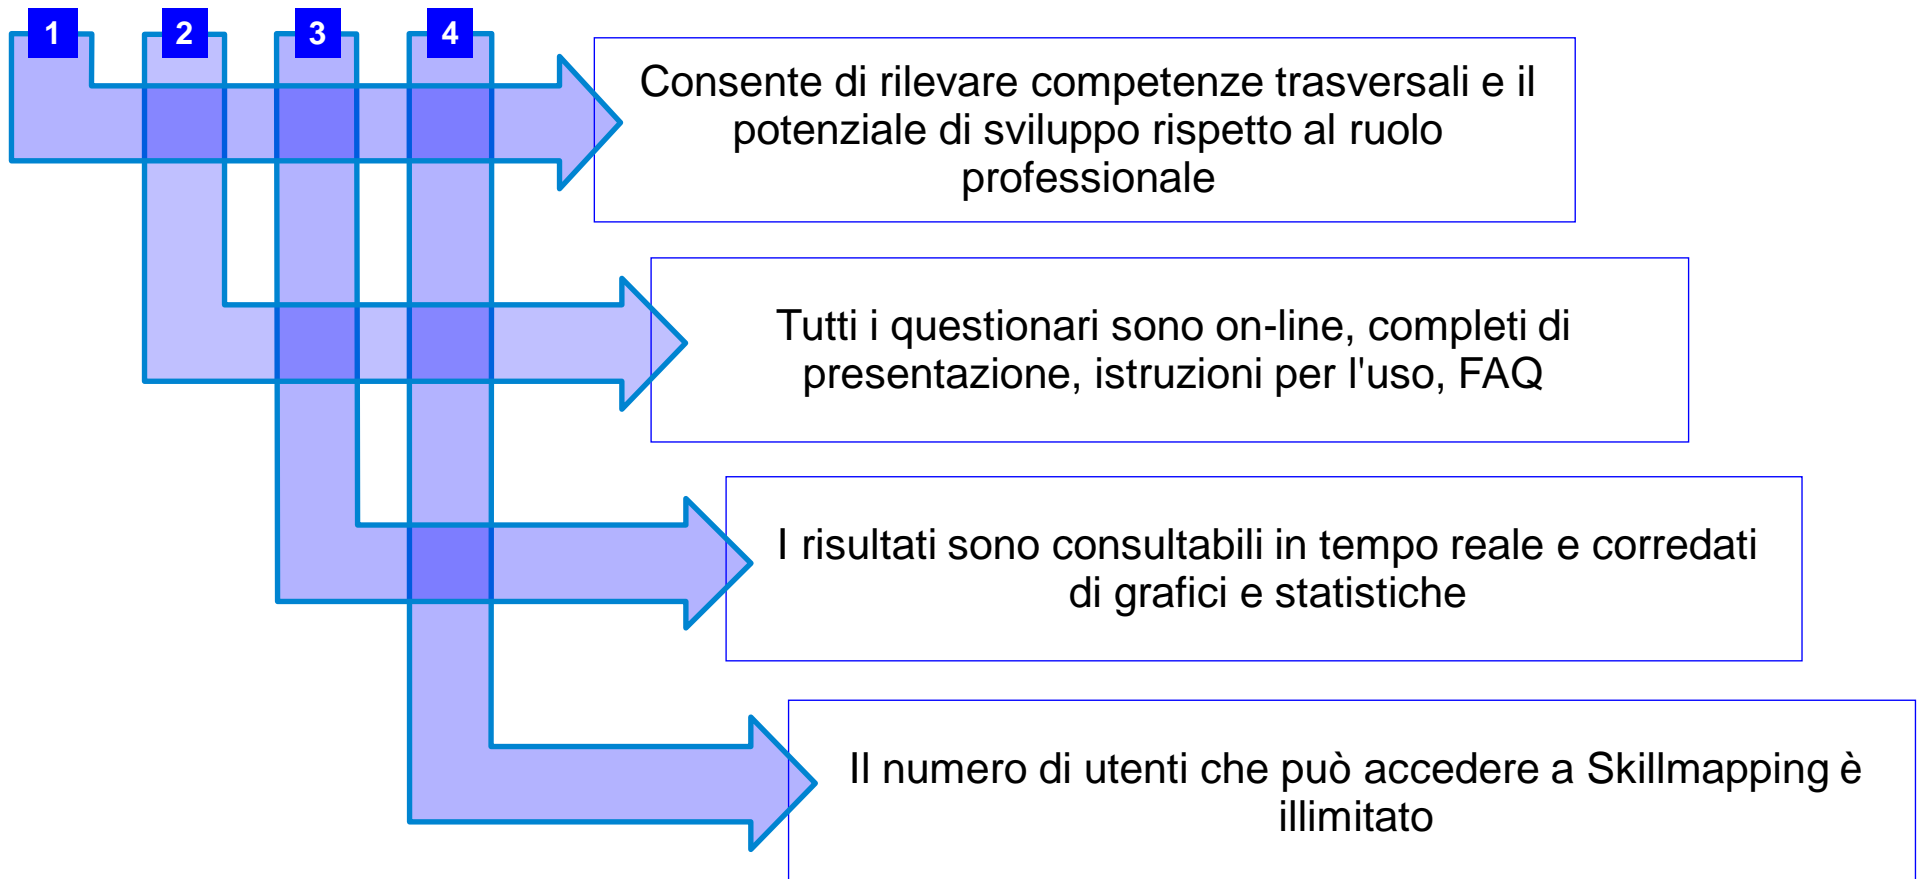 1 2 3 4
Consente di rilevare competenze trasversali e il
potenziale di sviluppo rispetto al ruolo
professionale
Tutti i questionari sono on-line, completi di
presentazione, istruzioni per l'uso, FAQ
I risultati sono consultabili in tempo reale e corredati
di grafici e statistiche
Il numero di utenti che può accedere a Skillmapping è
illimitato